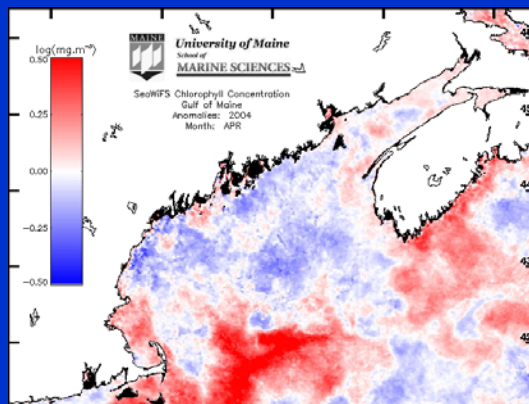 log(mg.m⁻³)
0.50
0.25
0.00
-0.25
-0.50
MAINE
University of Maine
School of
MARINE SCIENCES
SeaWiFS Chlorophyll Concentration
Gulf of Maine
Anomalies: 2004
Month: APR